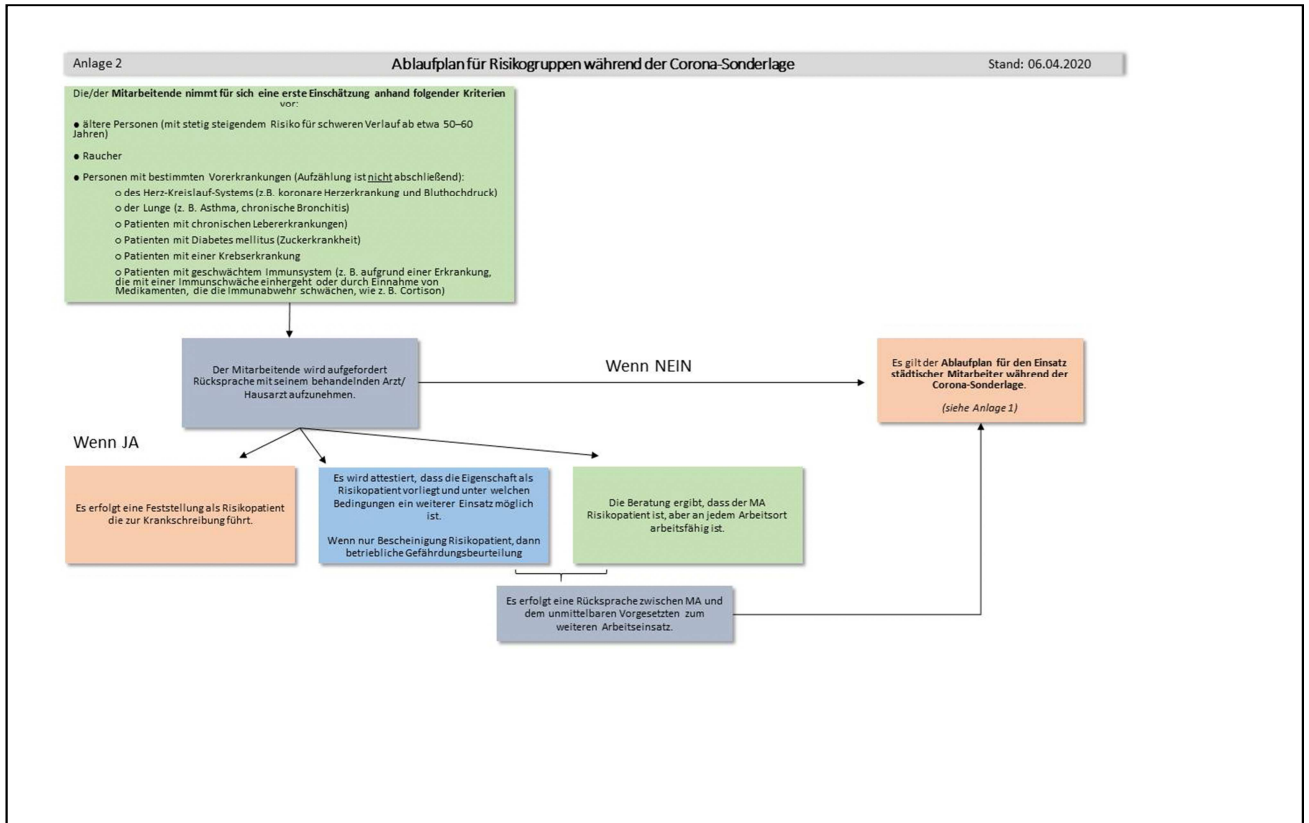 Anlage 2
Ablaufplan für Risikogruppen während der Corona-Sonderlage
Stand: 06.04.2020
Die/der Mitarbeitende nimmt für sich eine erste Einschätzung anhand folgender Kriterien
vor:
● ältere Personen (mit stetig steigendem Risiko für schweren Verlauf ab etwa 50–60
Jahren)
● Raucher
● Personen mit bestimmten Vorerkrankungen (Aufzählung ist nicht abschließend):
o des Herz-Kreislauf-Systems (z.B. koronare Herzerkrankung und Bluthochdruck)
o der Lunge (z. B. Asthma, chronische Bronchitis)
o Patienten mit chronischen Lebererkrankungen)
o Patienten mit Diabetes mellitus (Zuckerkrankheit)
o Patienten mit einer Krebserkrankung
o Patienten mit geschwächtem Immunsystem (z. B. aufgrund einer Erkrankung,
die mit einer Immunschwäche einhergeht oder durch Einnahme von
Medikamenten, die die Immunabwehr schwächen, wie z. B. Cortison)
Der Mitarbeitende wird aufgefordert
Rücksprache mit seinem behandelnden Arzt/
Hausarzt aufzunehmen.
Wenn NEIN
Es gilt der Ablaufplan für den Einsatz
städtischer Mitarbeiter während der
Corona-Sonderlage.
(siehe Anlage 1)
Wenn JA
Es erfolgt eine Feststellung als Risikopatient
die zur Krankschreibung führt.
Es wird attestiert, dass die Eigenschaft als
Risikopatient vorliegt und unter welchen
Bedingungen ein weiterer Einsatz möglich
ist.
Wenn nur Bescheinigung Risikopatient, dann
betriebliche Gefährdungsbeurteilung
Die Beratung ergibt, dass der MA
Risikopatient ist, aber an jedem Arbeitsort
arbeitsfähig ist.
Es erfolgt eine Rücksprache zwischen MA und
dem unmittelbaren Vorgesetzten zum
weiteren Arbeitseinsatz.